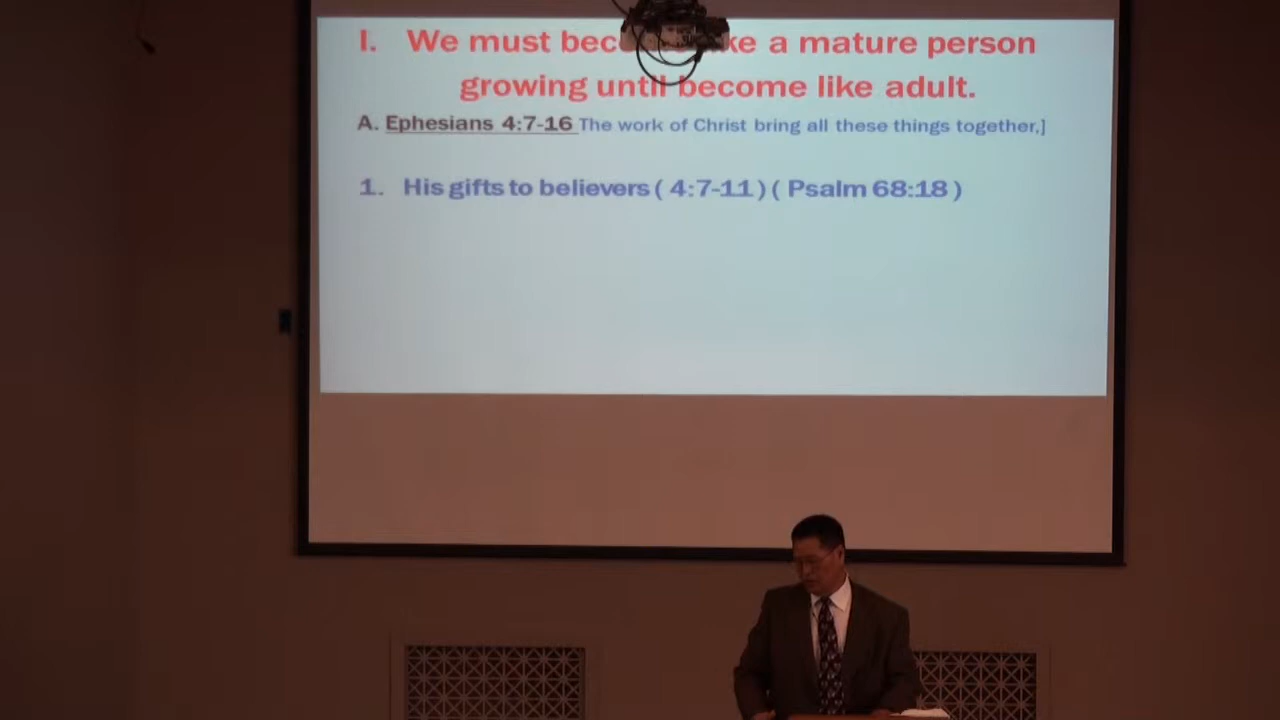 I. We must become like a mature person
growing until become like adult.
A. Ephesians 4:7-16 The work of Christ bring all these things together,]
1. His gifts to believers ( 4:7-11 ) ( Psalm 68:18 )